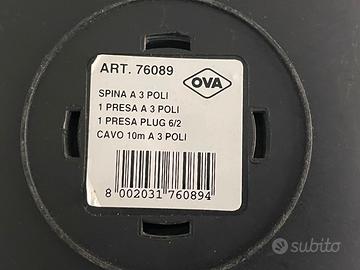 ART. 76089
OVA
SPINA A 3 POLI
1 PRESA A 3 POLI
1 PRESA PLUG 6/2
CAVO 10m A 3 POLI
8 002031 760894
subito